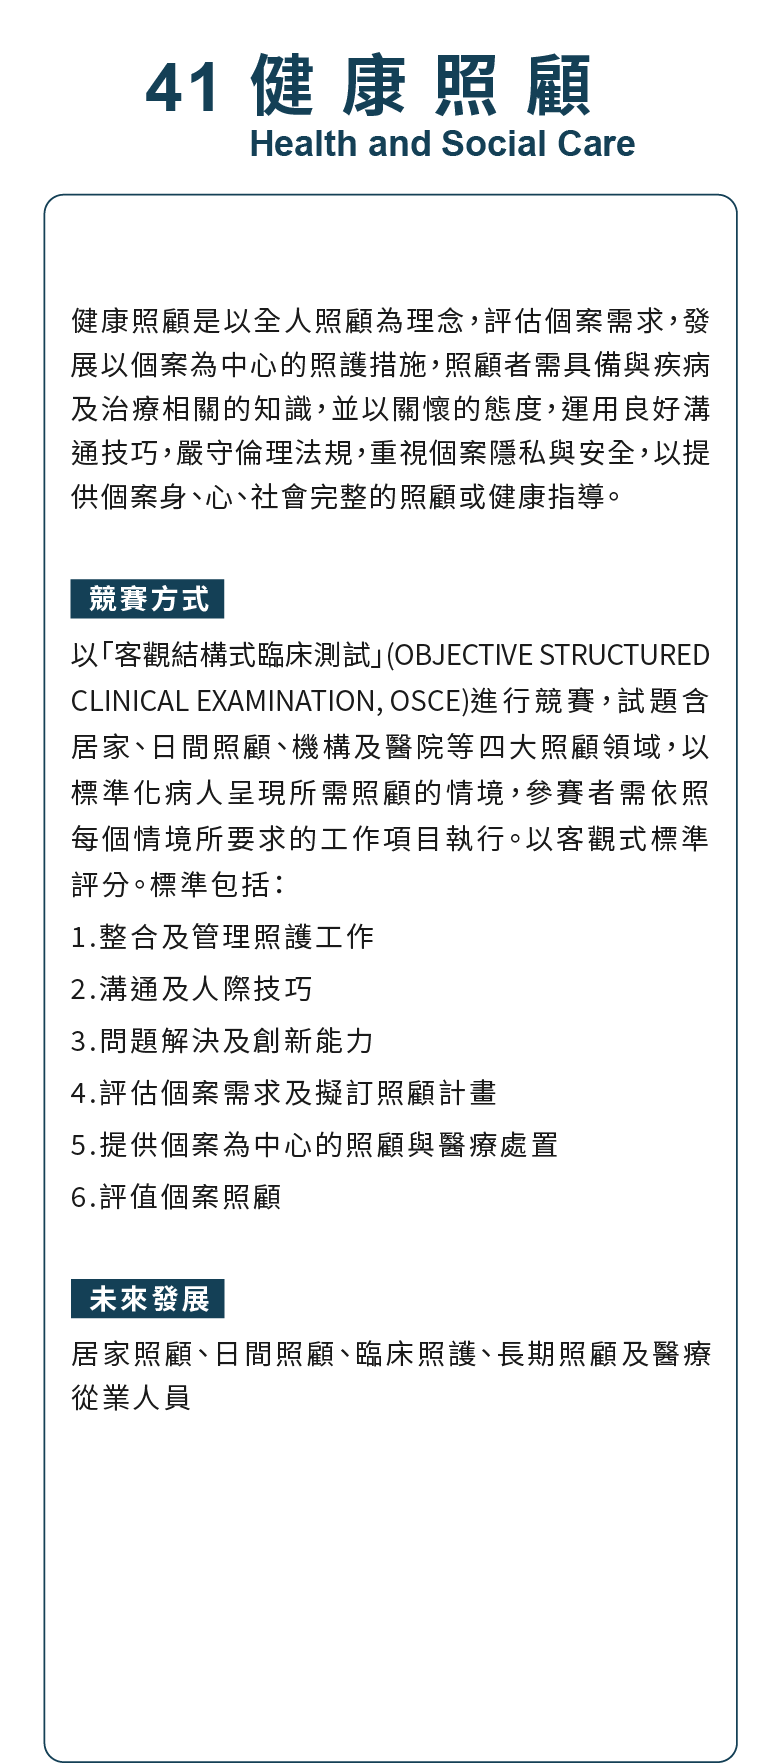 41 健康照顧
Health and Social Care
健康照顧是以全人照顧為理念，評估個案需求，發
展以個案為中心的照護措施，照顧者需具備與疾病
及治療相關的知識，並以關懷的態度，運用良好溝
通技巧，嚴守倫理法規，重視個案隱私與安全，以提
供個案身、心、社會完整的照顧或健康指導。
競賽方式
以「客觀結構式臨床測試」(OBJECTIVE STRUCTURED
CLINICAL EXAMINATION, OSCE)進行競賽，試題含
居家、日間照顧、機構及醫院等四大照顧領域，以
標準化病人呈現所需照顧的情境，參賽者需依照
每個情境所要求的工作項目執行。以客觀式標準
評分。標準包括：
1.整合及管理照護工作
2.溝通及人際技巧
3.問題解決及創新能力
4.評估個案需求及擬訂照顧計畫
5.提供個案為中心的照顧與醫療處置
6.評值個案照顧
未來發展
居家照顧、日間照顧、臨床照護、長期照顧及醫療
從業人員